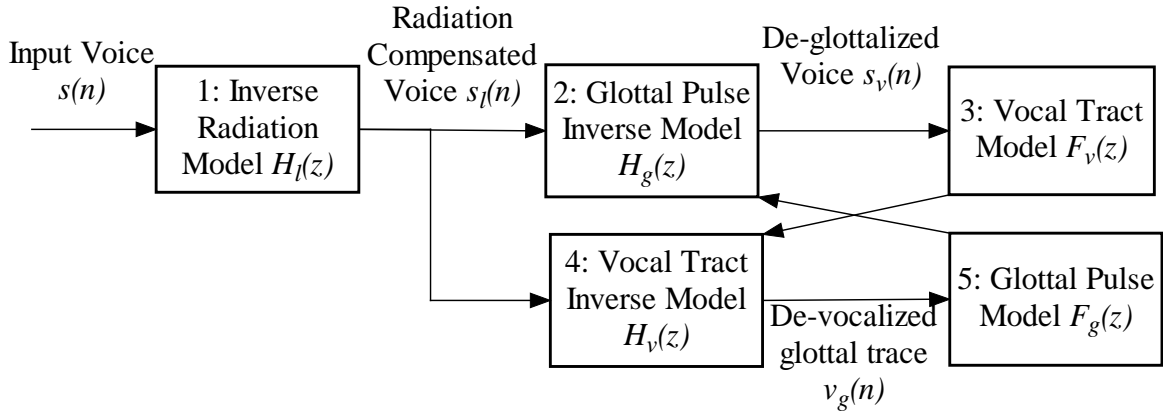 Input Voice
s(n)
1: Inverse
Radiation
Model H_l(z)
Radiation
Compensated
Voice s_l(n)
2: Glottal Pulse
Inverse Model
H_g(z)
De-glottalized
Voice s_v(n)
3: Vocal Tract
Model F_v(z)
4: Vocal Tract
Inverse Model
H_v(z)
De-vocalized
glottal trace
v_g(n)
5: Glottal Pulse
Model F_g(z)